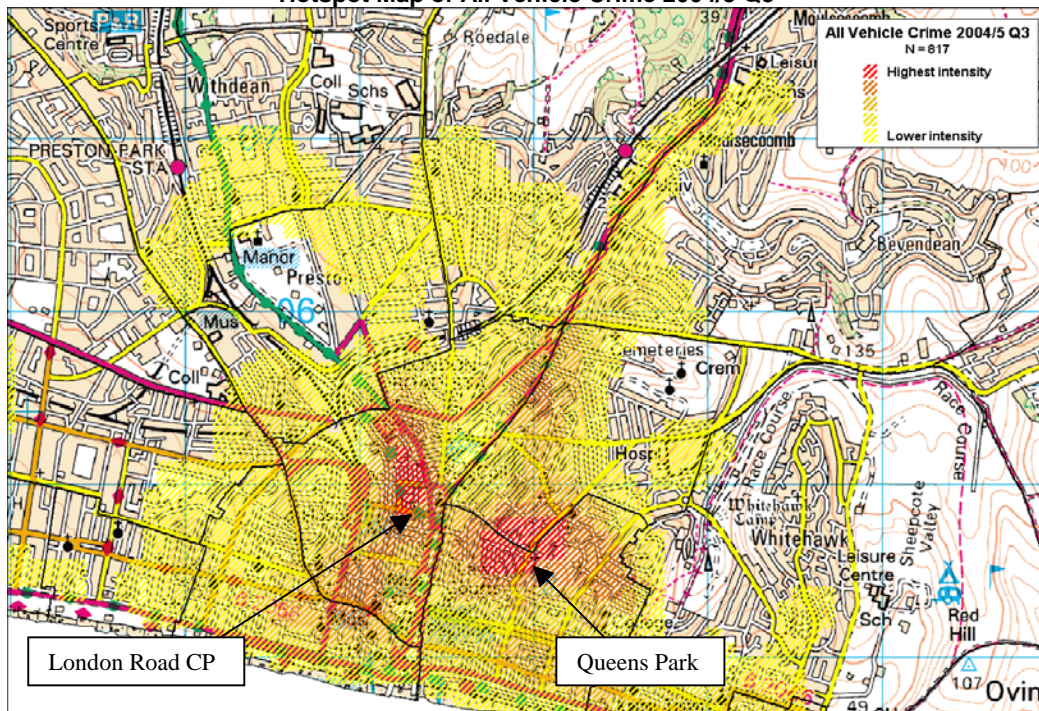 Hotspot Map of All Vehicle Crime 2004/5 Q3
All Vehicle Crime 2004/5 Q3
N = 817
Highest intensity
Lower intensity
Sports
Centre
P&R
Withdean
Coll
Schs
Roedale
39
Moulsecoomb
PRESTON PARK
STA
Manor
Mus
06
Coll
Bevendean
135
Crem
Hosp
Race Course
Race Course
Whitehawk
Camp
Whitehawk
Sheepcote
Valley
Leisure
Centre
Sch
Red
Hill
107
49
Ovin
London Road CP
Queens Park